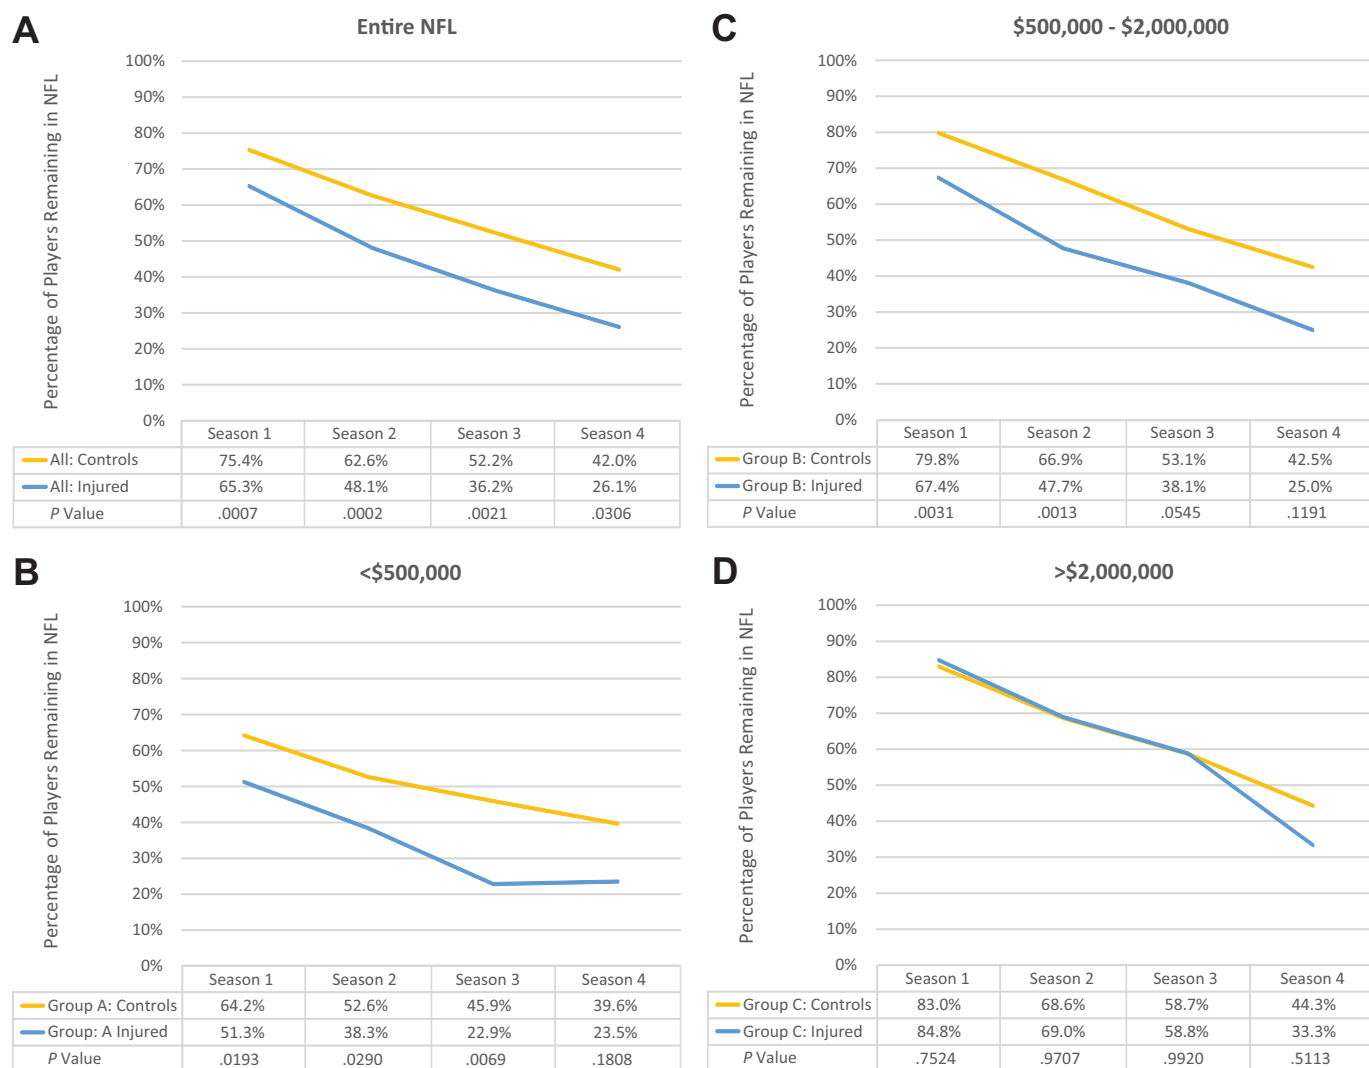 A
Entire NFL
Percentage of Players Remaining in NFL
100%
90%
80%
70%
60%
50%
40%
30%
20%
10%
0%
Season 1 Season 2 Season 3 Season 4
All: Controls 75.4% 62.6% 52.2% 42.0%
All: Injured 65.3% 48.1% 36.2% 26.1%
P Value .0007 .0002 .0021 .0306
B
<$500,000
Percentage of Players Remaining in NFL
100%
90%
80%
70%
60%
50%
40%
30%
20%
10%
0%
Season 1 Season 2 Season 3 Season 4
Group A: Controls 64.2% 52.6% 45.9% 39.6%
Group: A Injured 51.3% 38.3% 22.9% 23.5%
P Value .0193 .0290 .0069 .1808
C
$500,000 - $2,000,000
Percentage of Players Remaining in NFL
100%
90%
80%
70%
60%
50%
40%
30%
20%
10%
0%
Season 1 Season 2 Season 3 Season 4
Group B: Controls 79.8% 66.9% 53.1% 42.5%
Group B: Injured 67.4% 47.7% 38.1% 25.0%
P Value .0031 .0013 .0545 .1191
D
>$2,000,000
Percentage of Players Remaining in NFL
100%
90%
80%
70%
60%
50%
40%
30%
20%
10%
0%
Season 1 Season 2 Season 3 Season 4
Group C: Controls 83.0% 68.6% 58.7% 44.3%
Group C: Injured 84.8% 69.0% 58.8% 33.3%
P Value .7524 .9707 .9920 .5113